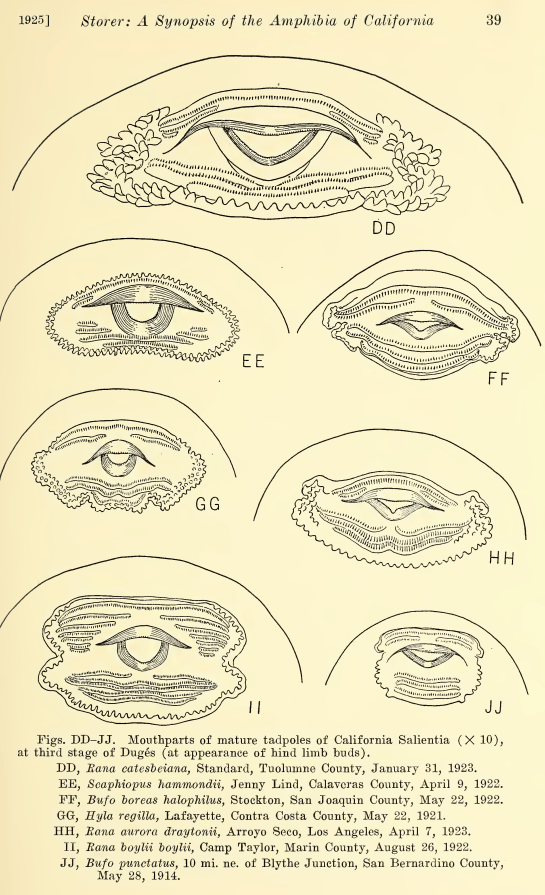 1925] Storer: A Synopsis of the Amphibia of California 39
DD
EE
FF
GG
HH
II
JJ
Figs. DD–JJ. Mouthparts of mature tadpoles of California Salientia (× 10),
at third stage of Dugés (at appearance of hind limb buds).
DD, Rana catesbeiana, Standard, Tuolumne County, January 31, 1923.
EE, Scaphiopus hammondii, Jenny Lind, Calaveras County, April 9, 1922.
FF, Bufo boreas halophilus, Stockton, San Joaquin County, May 22, 1922.
GG, Hyla regilla, Lafayette, Contra Costa County, May 22, 1921.
HH, Rana aurora draytonii, Arroyo Seco, Los Angeles, April 7, 1923.
II, Rana boylii boylii, Camp Taylor, Marin County, August 26, 1922.
JJ, Bufo punctatus, 10 mi. ne. of Blythe Junction, San Bernardino County,
May 28, 1914.